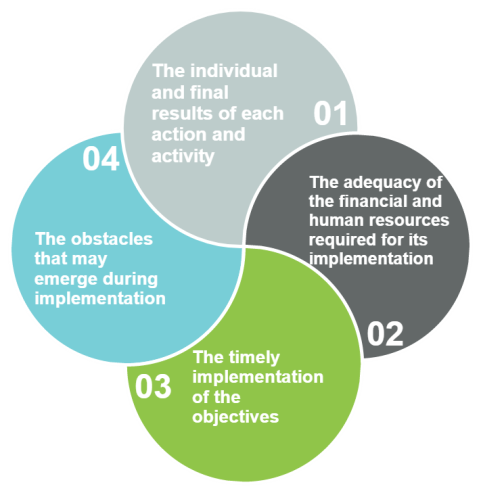 The individual
and final
results of each
action and
activity
01
The adequacy of
the financial and
human resources
required for its
implementation
02
03
The timely
implementation
of the
objectives
04
The obstacles
that may
emerge during
implementation